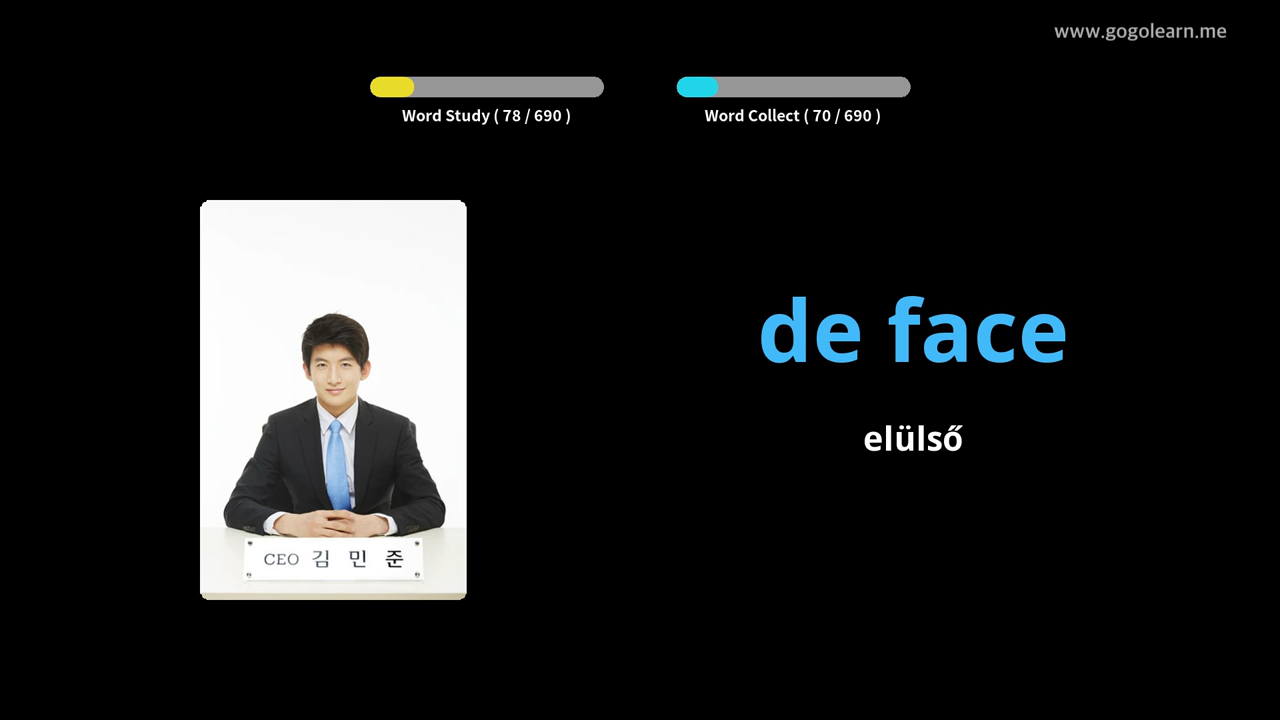 www.gogolearn.me
Word Study ( 78 / 690 )
Word Collect ( 70 / 690 )
de face
elülső
CEO 김 민 준